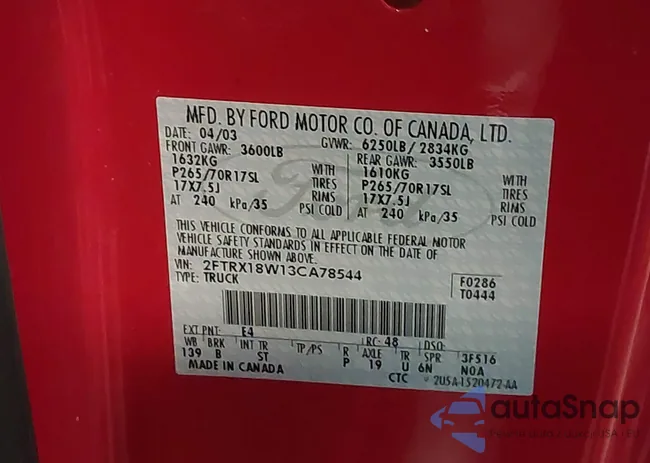 MFD. BY FORD MOTOR CO. OF CANADA, LTD.
DATE: 04/03 GVWR: 6250LB/ 2834KG
FRONT GAWR: 3600LB REAR GAWR: 3550LB
1632KG WITH 1610KG WITH
P265/70R17SL TIRES P265/70R17SL TIRES
17X7.5J RIMS 17X7.5J RIMS
AT 240 kPa/35 PSI COLD AT 240 kPa/35 PSI COLD
THIS VEHICLE CONFORMS TO ALL APPLICABLE FEDERAL MOTOR
VEHICLE SAFETY STANDARDS IN EFFECT ON THE DATE OF
MANUFACTURE SHOWN ABOVE.
VIN: 2FTRX18W13CA78544 F0286
TYPE: TRUCK T0444
EXT PNT: E4 RC: 48 DSO:
WB BRK INT TR TP/PS R AXLE TR SPR 3F516
139 B ST P 19 U 6N N0A
MADE IN CANADA CTC 2U5A-1520472-AA
Ford
autaSnap